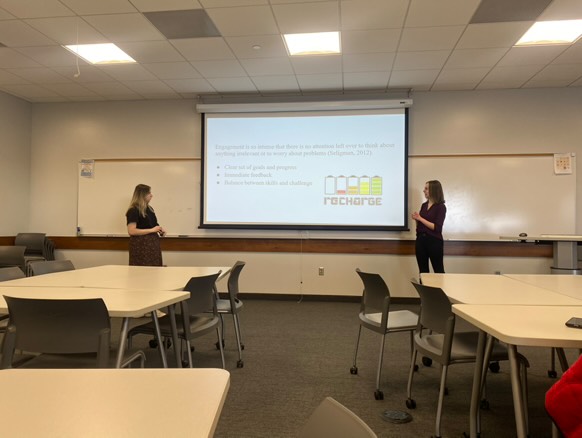 Engagement is so intense that there is no attention left over to think about
anything irrelevant or to worry about problems (Seligman, 2012).
● Clear set of goals and progress
● Immediate feedback
● Balance between skills and challenge
recharge